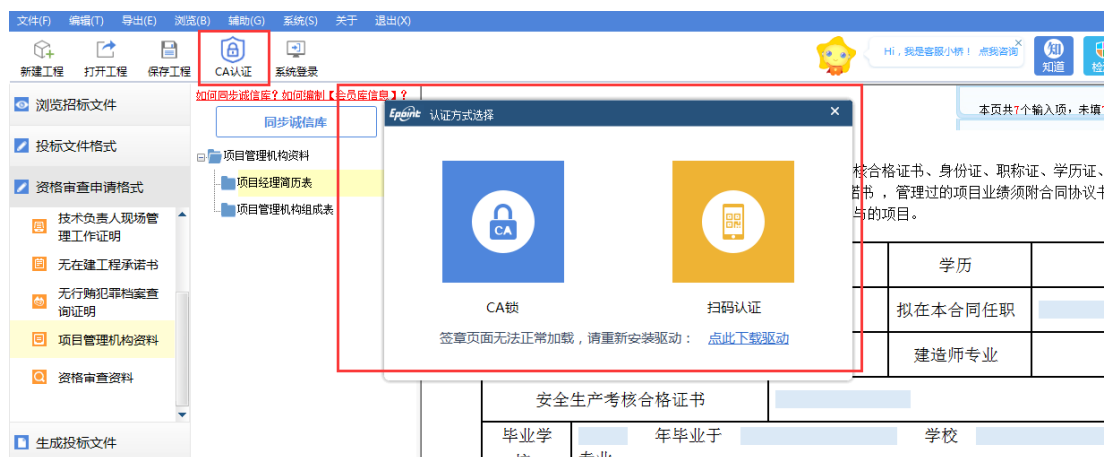 文件(F) 编辑(T) 导出(E) 浏览(B) 辅助(G) 系统(S) 关于 退出(X)
新建工程 打开工程 保存工程 CA认证 系统登录
Hi，我是客服小桥！ 点我咨询
知
知道
检
浏览招标文件
投标文件格式
资格审查申请格式
技术负责人现场管
理工作证明
无在建工程承诺书
无行贿犯罪档案查
询证明
项目管理机构资料
资格审查资料
生成投标文件
如何同步诚信库？如何编制【会员库信息】？
同步诚信库
项目管理机构资料
项目经理简历表
项目管理机构组成表
Epoint 认证方式选择
CA
CA锁
扫码认证
签章页面无法正常加载，请重新安装驱动： 点此下载驱动
本页共7个输入项，未填
核合格证书、身份证、职称证、学历证、
诺书 ，管理过的项目业绩须附合同协议书
与的项目。
学历
拟在本合同任职
建造师专业
安全生产考核合格证书
毕业学 年毕业于 学校